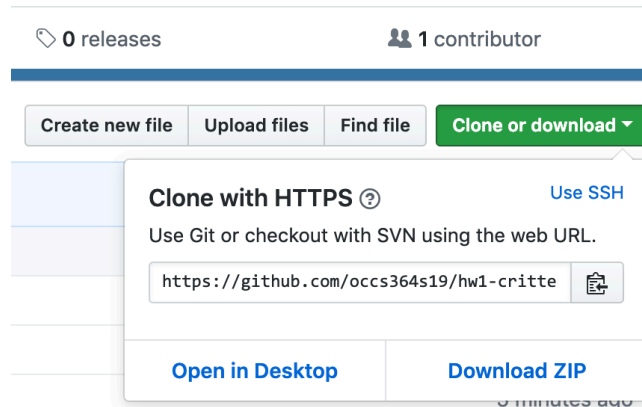 0 releases
1 contributor
Create new file
Upload files
Find file
Clone or download
Clone with HTTPS
Use SSH
Use Git or checkout with SVN using the web URL.
https://github.com/occs364s19/hw1-critte
Open in Desktop
Download ZIP
minutes ago